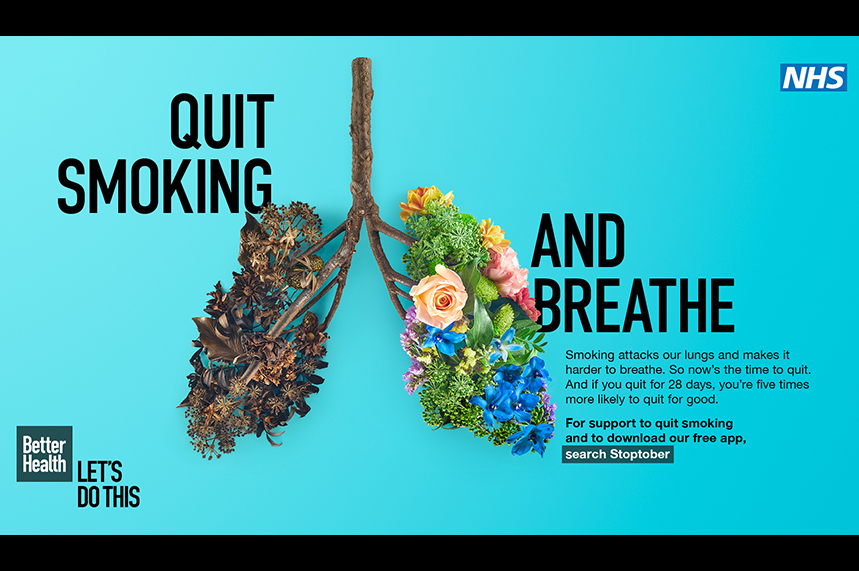 QUIT
SMOKING
NHS
AND
BREATHE
Smoking attacks our lungs and makes it
harder to breathe. So now's the time to quit.
And if you quit for 28 days, you're five times
more likely to quit for good.
For support to quit smoking
and to download our free app,
search Stoptober
Better
Health
LET'S
DO THIS